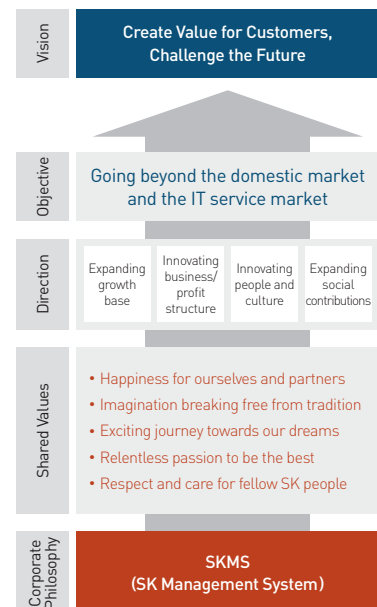 Vision
Create Value for Customers,
Challenge the Future
Objective
Going beyond the domestic market
and the IT service market
Direction
Expanding
growth
base
Innovating
business/
profit
structure
Innovating
people and
culture
Expanding
social
contributions
Shared Values
• Happiness for ourselves and partners
• Imagination breaking free from tradition
• Exciting journey towards our dreams
• Relentless passion to be the best
• Respect and care for fellow SK people
Corporate
Philosophy
SKMS
(SK Management System)